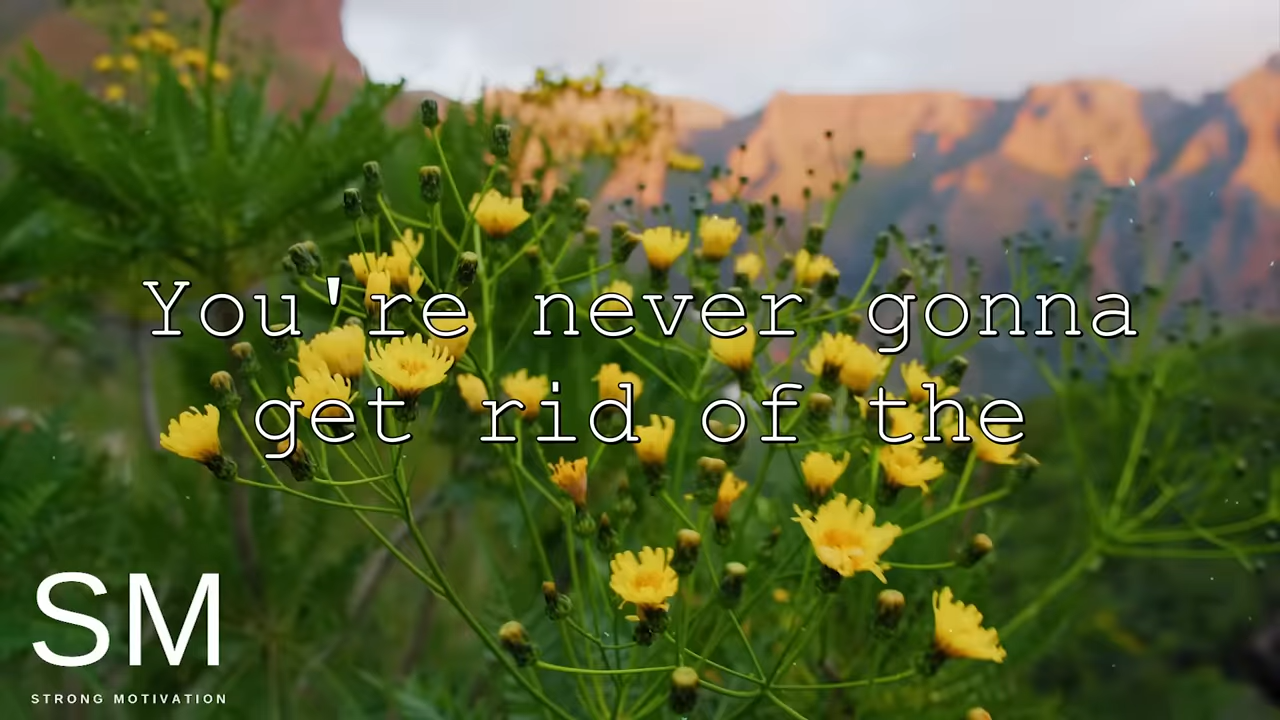 You're never gonna
get rid of the
SM
STRONG MOTIVATION